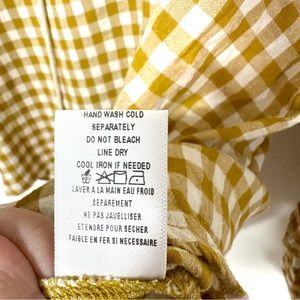 HAND WASH COLD
SEPARATELY
DO NOT BLEACH
LINE DRY
COOL IRON IF NEEDED
LAVER A LA MAIN EAU FROID
SEPAREMENT
NE PAS JAVELLISER
ETENDRE POUR SECHER
FAIBLE EN FER SI NECESSAIRE